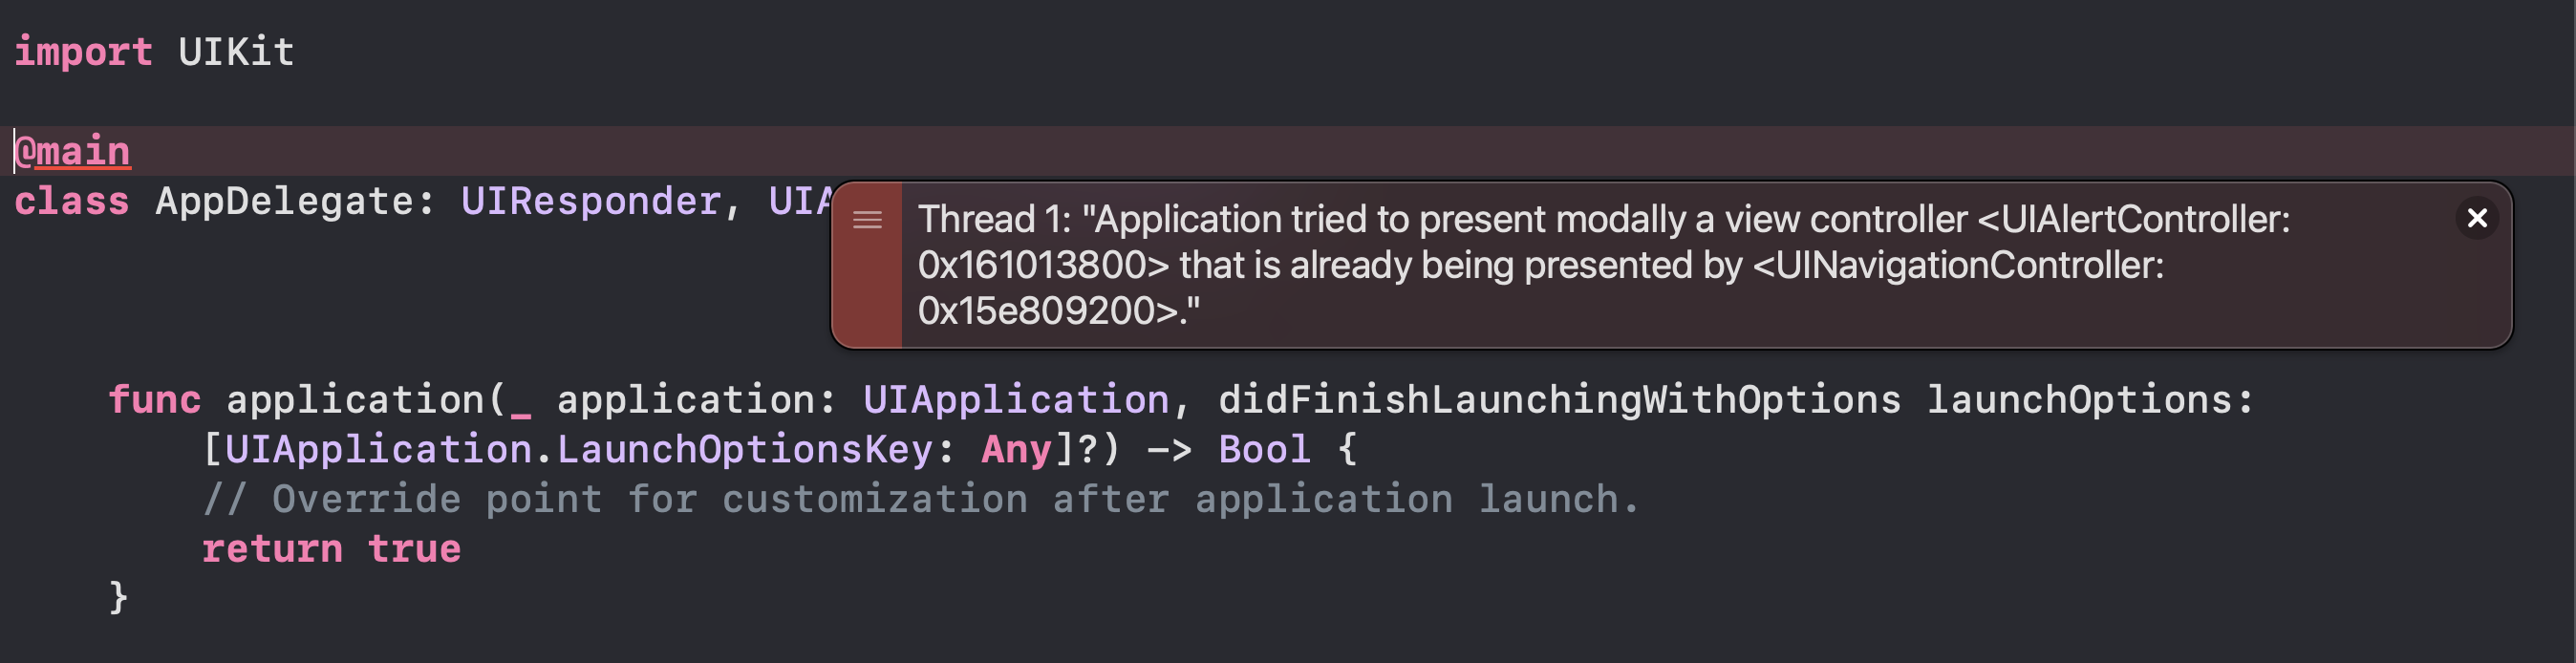 import UIKit
@main
class AppDelegate: UIResponder, UIA
Thread 1: "Application tried to present modally a view controller <UIAlertController:
0x161013800> that is already being presented by <UINavigationController:
0x15e809200>."
func application(_ application: UIApplication, didFinishLaunchingWithOptions launchOptions:
[UIApplication.LaunchOptionsKey: Any]?) -> Bool {
// Override point for customization after application launch.
return true
}